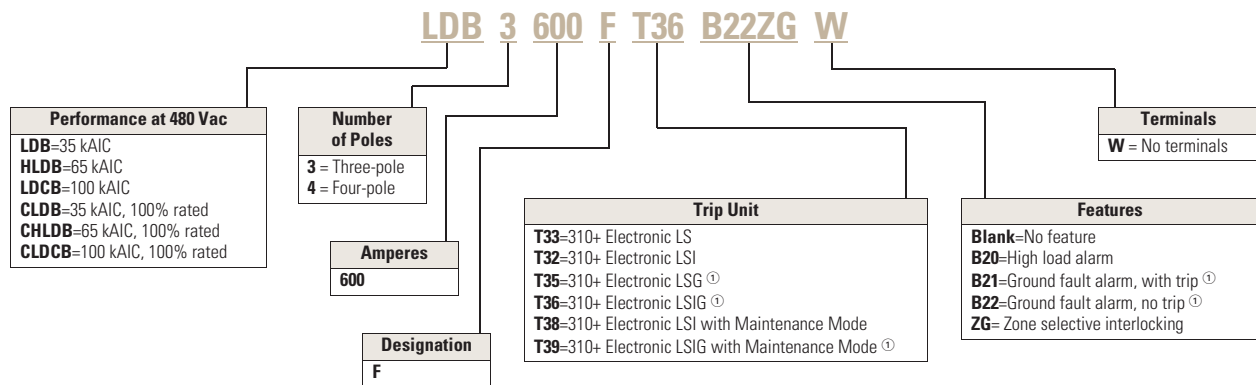 LDB 3 600 F T36 B22ZG W
Performance at 480 Vac
LDB=35 kAIC
HLDB=65 kAIC
LDCB=100 kAIC
CLDB=35 kAIC, 100% rated
CHLDB=65 kAIC, 100% rated
CLDCB=100 kAIC, 100% rated
Number
of Poles
3 = Three-pole
4 = Four-pole
Amperes
600
Designation
F
Trip Unit
T33=310+ Electronic LS
T32=310+ Electronic LSI
T35=310+ Electronic LSG ①
T36=310+ Electronic LSIG ①
T38=310+ Electronic LSI with Maintenance Mode
T39=310+ Electronic LSIG with Maintenance Mode ①
Features
Blank=No feature
B20=High load alarm
B21=Ground fault alarm, with trip ①
B22=Ground fault alarm, no trip ①
ZG= Zone selective interlocking
Terminals
W = No terminals